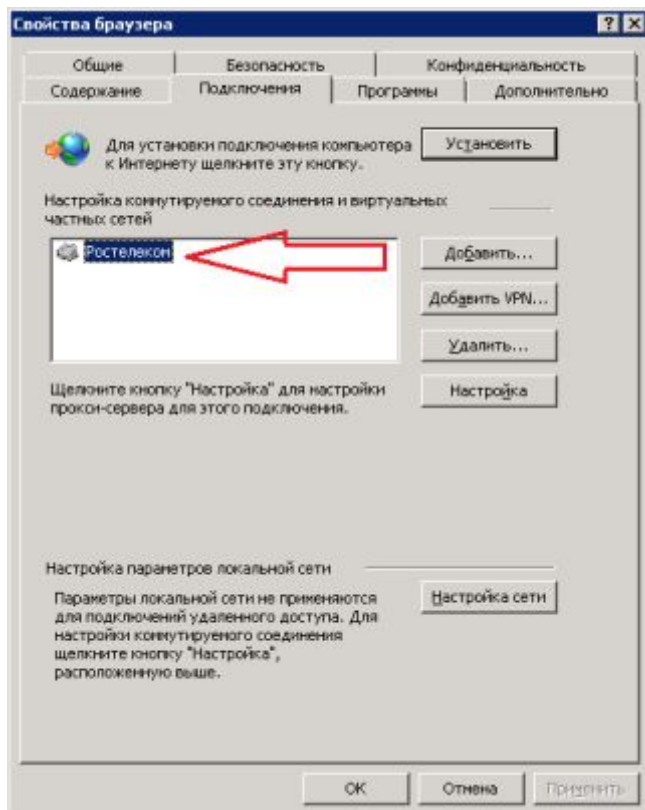 Свойства браузера
Общие
Безопасность
Конфиденциальность
Содержание
Подключения
Программы
Дополнительно
Для установки подключения компьютера
к Интернету щелкните эту кнопку.
Установить
Настройка коммутируемого соединения и виртуальных
частных сетей
Ростелеком
Добавить...
Добавить VPN...
Удалить...
Щелкните кнопку "Настройка" для настройки
прокси-сервера для этого подключения.
Настройка
Настройка параметров локальной сети
Параметры локальной сети не применяются
для подключений удаленного доступа. Для
настройки коммутируемого соединения
щелкните кнопку "Настройка",
расположенную выше.
Настройка сети
ОК
Отмена
Применить